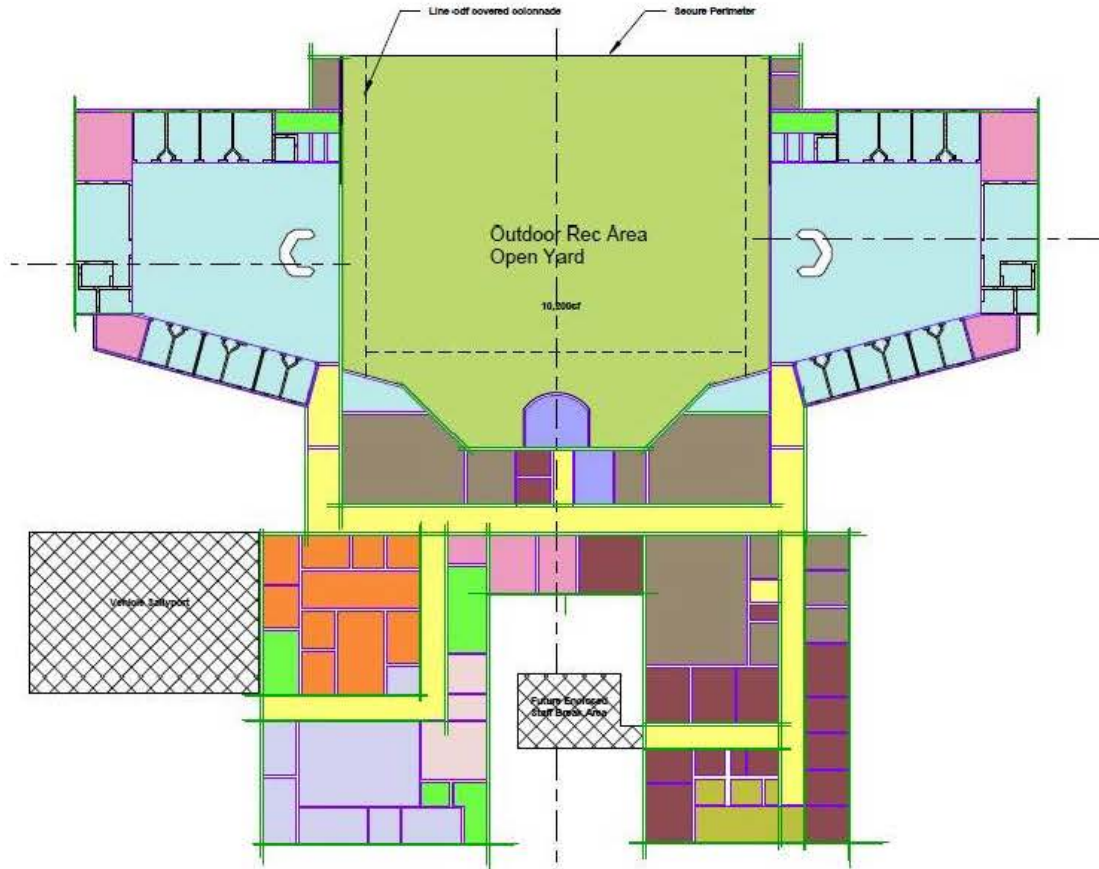 Line of covered colonnade
Secure Perimeter
Outdoor Rec Area
Open Yard
10,200sf
Vehicle Sallyport
Future Enclosed
Staff Break Area